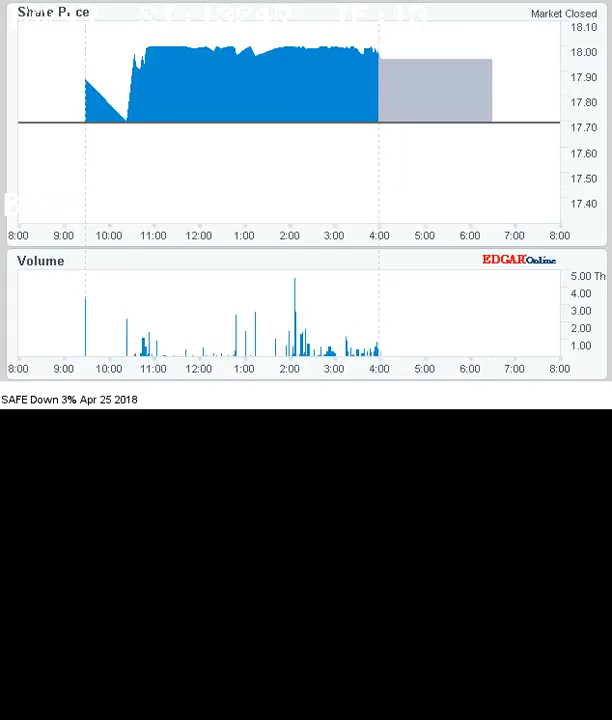 Share Price
Market Closed
18.10
18.00
17.90
17.80
17.70
17.60
17.50
17.40
8:00 9:00 10:00 11:00 12:00 1:00 2:00 3:00 4:00 5:00 6:00 7:00 8:00
Volume
EDGAR Online
5.00 Th
4.00
3.00
2.00
1.00
8:00 9:00 10:00 11:00 12:00 1:00 2:00 3:00 4:00 5:00 6:00 7:00 8:00
SAFE Down 3% Apr 25 2018